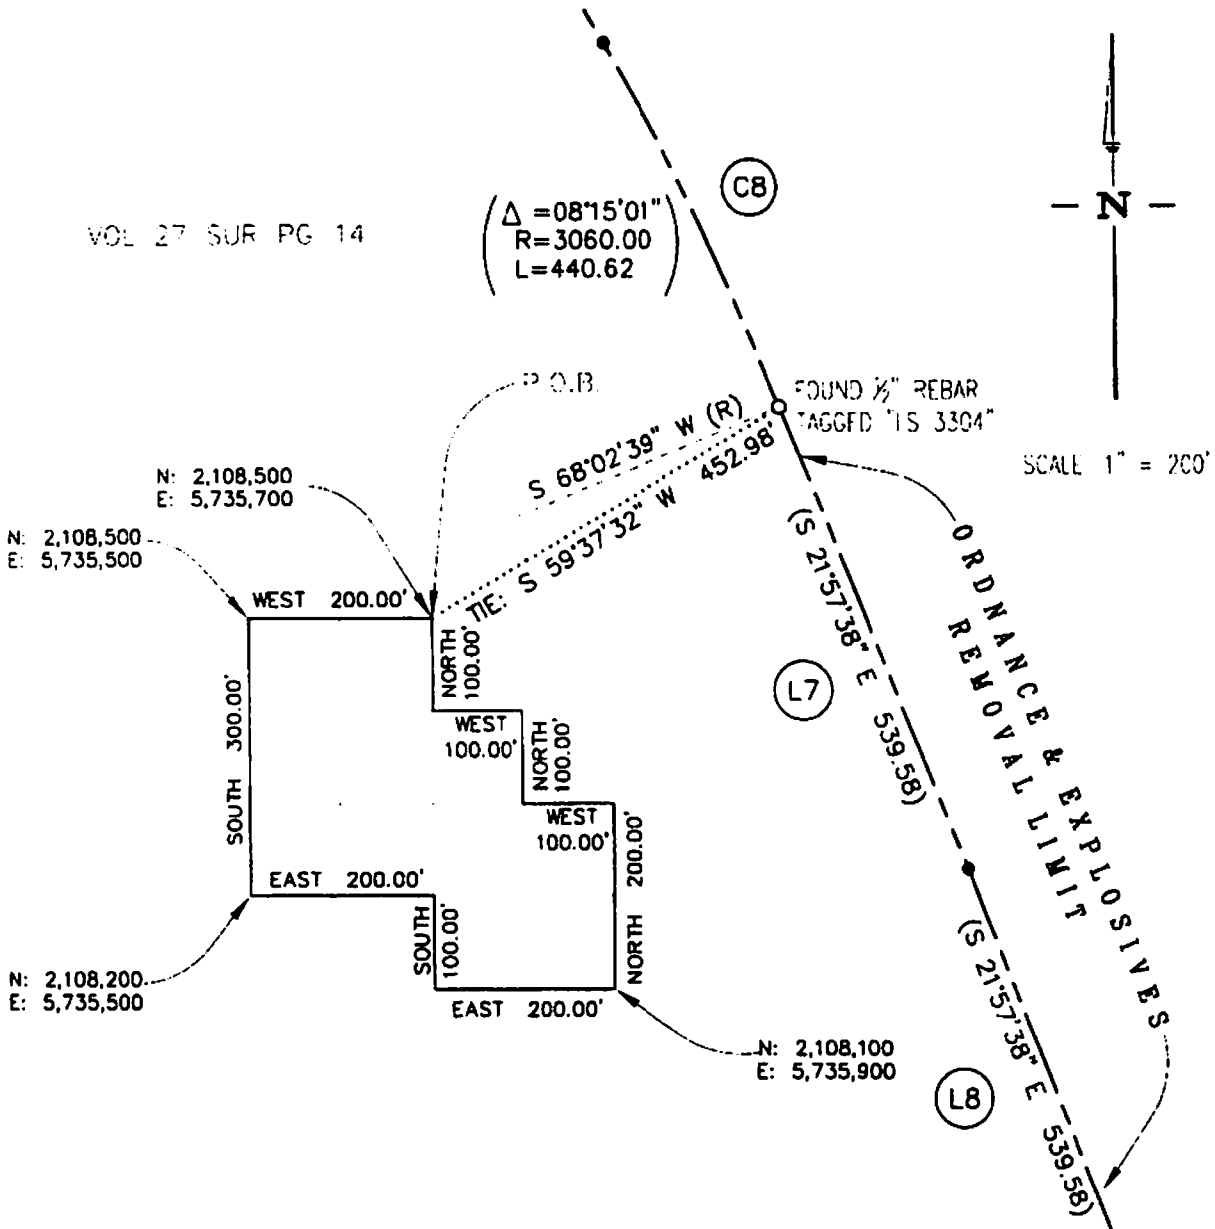 C8
Δ =08°15'01"
R=3060.00
L=440.62
VOL 27 SUR PG 14
N
SCALE 1" = 200'
P.O.B.
FOUND ½" REBAR
TAGGED "LS 3304"
S 68°02'39" W (R)
TIE: S 59°37'32" W 452.98'
N: 2,108,500
E: 5,735,700
N: 2,108,500
E: 5,735,500
WEST 200.00'
NORTH
100.00'
WEST
100.00'
NORTH
100.00'
WEST
100.00'
NORTH 200.00'
SOUTH 300.00'
EAST 200.00'
SOUTH
100.00'
EAST 200.00'
N: 2,108,200
E: 5,735,500
N: 2,108,100
E: 5,735,900
(S 21°57'38" E 539.58)
L7
ORDNANCE & EXPLOSIVES
REMOVAL LIMIT
(S 21°57'38" E 539.58)
L8